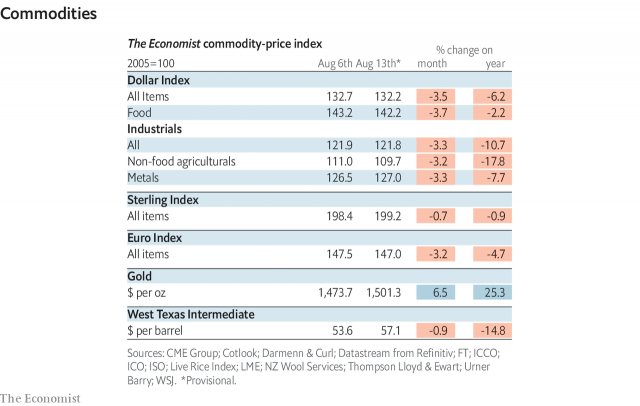 Commodities
The Economist commodity-price index
% change on
2005=100 Aug 6th Aug 13th* month year
Dollar Index
All Items 132.7 132.2 -3.5 -6.2
Food 143.2 142.2 -3.7 -2.2
Industrials
All 121.9 121.8 -3.3 -10.7
Non-food agriculturals 111.0 109.7 -3.2 -17.8
Metals 126.5 127.0 -3.3 -7.7
Sterling Index
All items 198.4 199.2 -0.7 -0.9
Euro Index
All items 147.5 147.0 -3.2 -4.7
Gold
$ per oz 1,473.7 1,501.3 6.5 25.3
West Texas Intermediate
$ per barrel 53.6 57.1 -0.9 -14.8
Sources: CME Group; Cotlook; Darmenn & Curl; Datastream from Refinitiv; FT; ICCO;
ICO; ISO; Live Rice Index; LME; NZ Wool Services; Thompson Lloyd & Ewart; Urner
Barry; WSJ. *Provisional.
The Economist